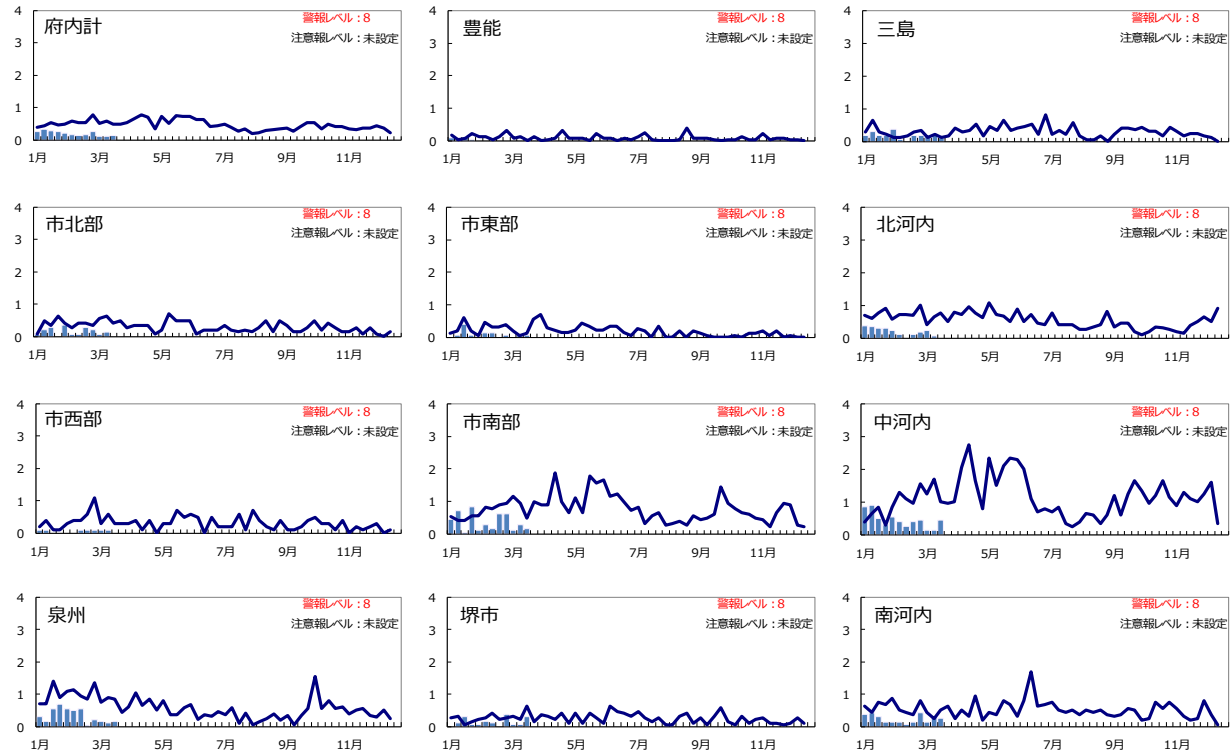 府内計
警報レベル：8
注意報レベル：未設定
4
3
2
1
0
1月 3月 5月 7月 9月 11月
豊能
警報レベル：8
注意報レベル：未設定
4
3
2
1
0
1月 3月 5月 7月 9月 11月
三島
警報レベル：8
注意報レベル：未設定
4
3
2
1
0
1月 3月 5月 7月 9月 11月
市北部
警報レベル：8
注意報レベル：未設定
4
3
2
1
0
1月 3月 5月 7月 9月 11月
市東部
警報レベル：8
注意報レベル：未設定
4
3
2
1
0
1月 3月 5月 7月 9月 11月
北河内
警報レベル：8
注意報レベル：未設定
4
3
2
1
0
1月 3月 5月 7月 9月 11月
市西部
警報レベル：8
注意報レベル：未設定
4
3
2
1
0
1月 3月 5月 7月 9月 11月
市南部
警報レベル：8
注意報レベル：未設定
4
3
2
1
0
1月 3月 5月 7月 9月 11月
中河内
警報レベル：8
注意報レベル：未設定
4
3
2
1
0
1月 3月 5月 7月 9月 11月
泉州
警報レベル：8
注意報レベル：未設定
4
3
2
1
0
1月 3月 5月 7月 9月 11月
堺市
警報レベル：8
注意報レベル：未設定
4
3
2
1
0
1月 3月 5月 7月 9月 11月
南河内
警報レベル：8
注意報レベル：未設定
4
3
2
1
0
1月 3月 5月 7月 9月 11月